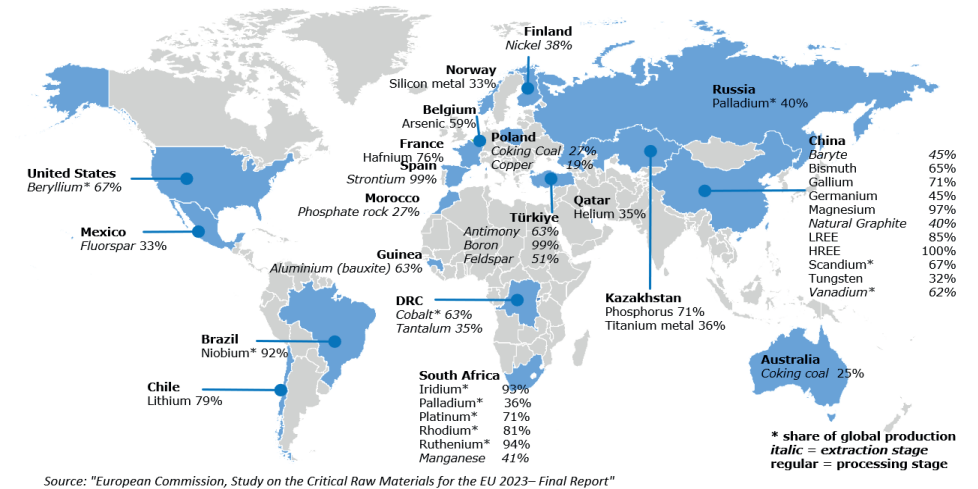 Finland
Nickel 38%
Norway
Silicon metal 33%
Belgium
Arsenic 59%
France
Hafnium 76%
Spain
Strontium 99%
Poland
Coking Coal 27%
Copper 19%
Russia
Palladium* 40%
China
Baryte 45%
Bismuth 65%
Gallium 71%
Germanium 45%
Magnesium 97%
Natural Graphite 40%
LREE 85%
HREE 100%
Scandium* 67%
Tungsten 32%
Vanadium* 62%
United States
Beryllium* 67%
Mexico
Fluorspar 33%
Morocco
Phosphate rock 27%
Türkiye
Antimony 63%
Boron 99%
Feldspar 51%
Qatar
Helium 35%
Guinea
Aluminium (bauxite) 63%
DRC
Cobalt* 63%
Tantalum 35%
Kazakhstan
Phosphorus 71%
Titanium metal 36%
Brazil
Niobium* 92%
Chile
Lithium 79%
South Africa
Iridium* 93%
Palladium* 36%
Platinum* 71%
Rhodium* 81%
Ruthenium* 94%
Manganese 41%
Australia
Coking coal 25%
* share of global production
italic = extraction stage
regular = processing stage
Source: "European Commission, Study on the Critical Raw Materials for the EU 2023– Final Report"